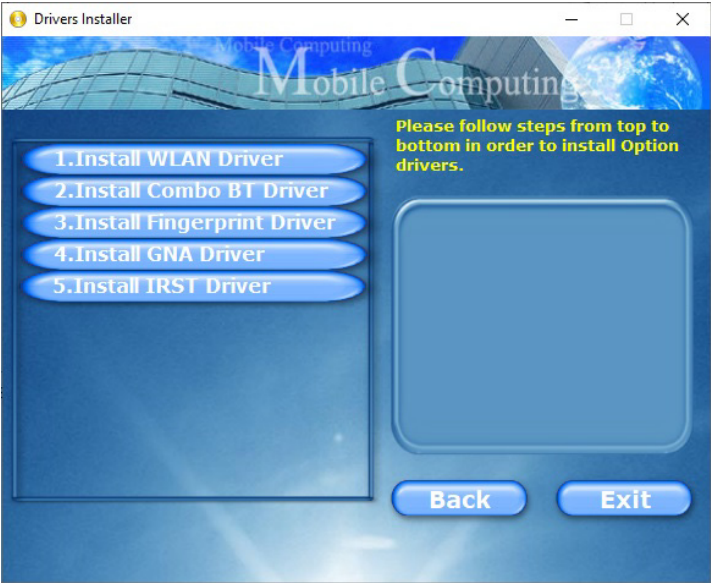 Drivers Installer
Mobile Computing
Mobile Computing
Please follow steps from top to
bottom in order to install Option
drivers.
1.Install WLAN Driver
2.Install Combo BT Driver
3.Install Fingerprint Driver
4.Install GNA Driver
5.Install IRST Driver
Back
Exit